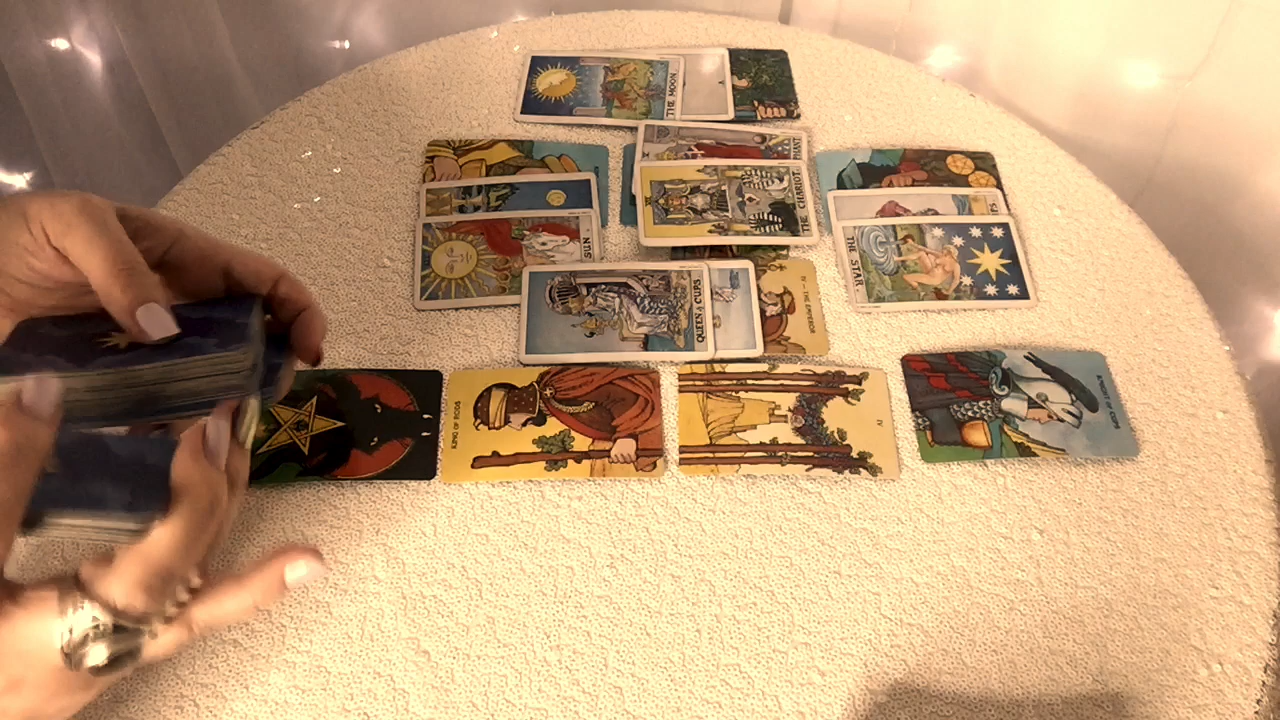 THE MOON
THE CHARIOT
SUN
THE STAR
QUEEN of CUPS
IV — THE EMPEROR
KING OF RODS
IV